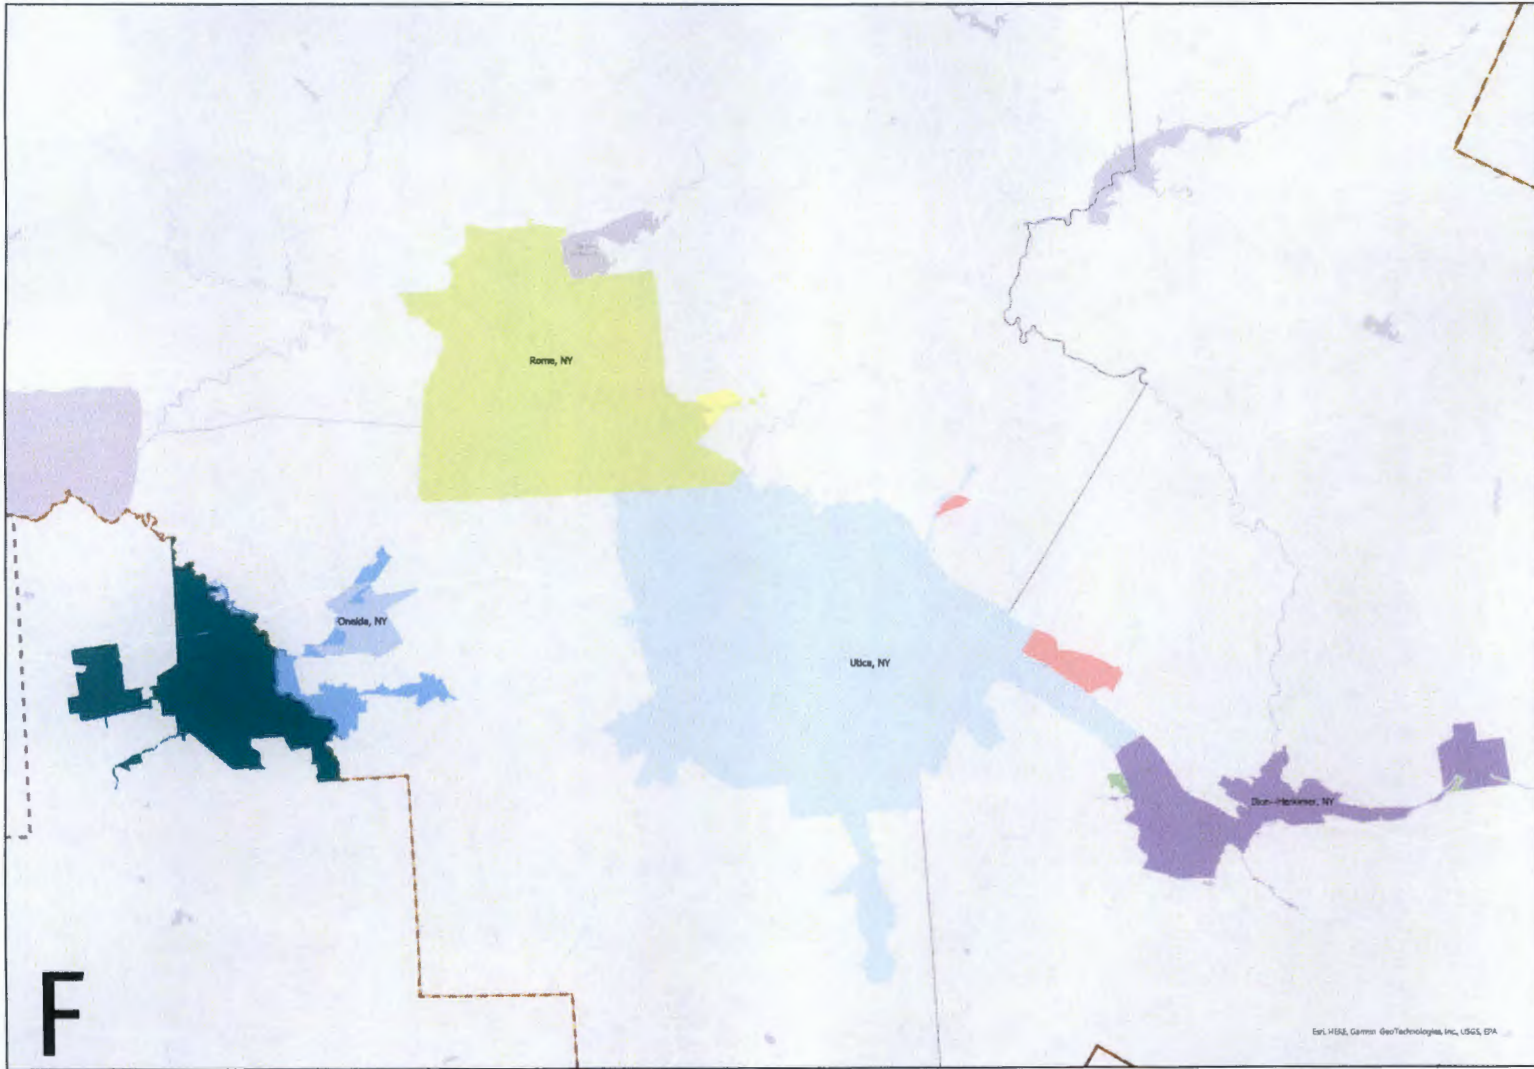 Rome, NY
Oneida, NY
Utica, NY
Ilion--Herkimer, NY
F
Esri, HERE, Garmin, GeoTechnologies, Inc., USGS, EPA